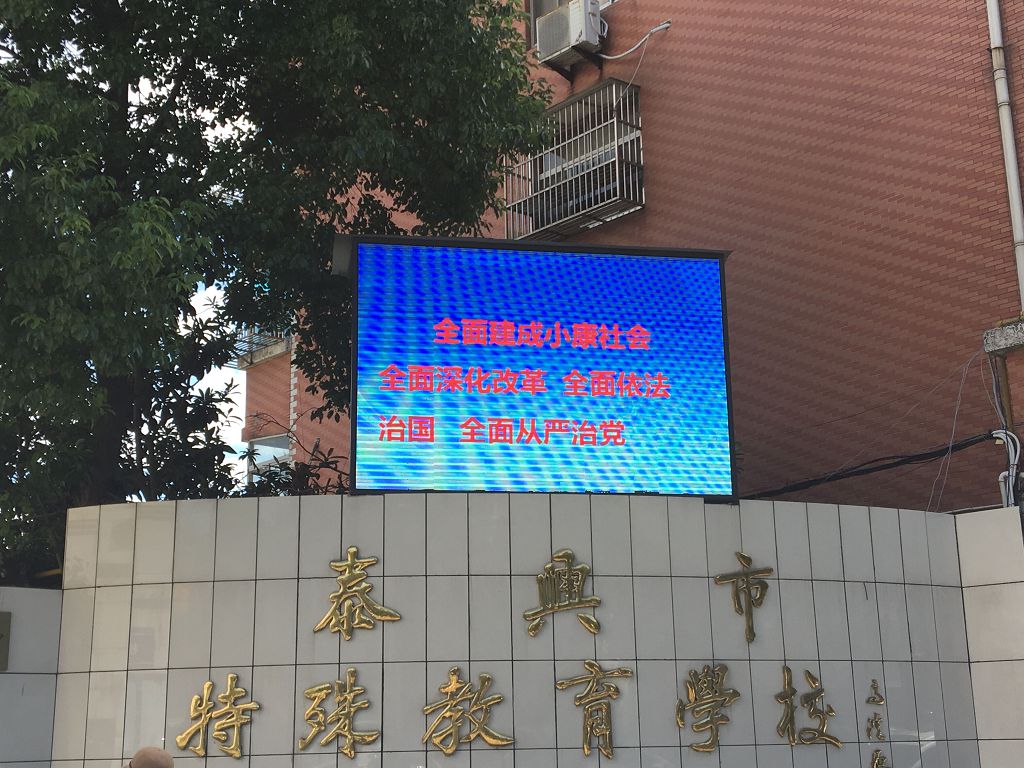 全面建成小康社会
全面深化改革 全面依法
治国 全面从严治党
泰興市
特殊教育學校